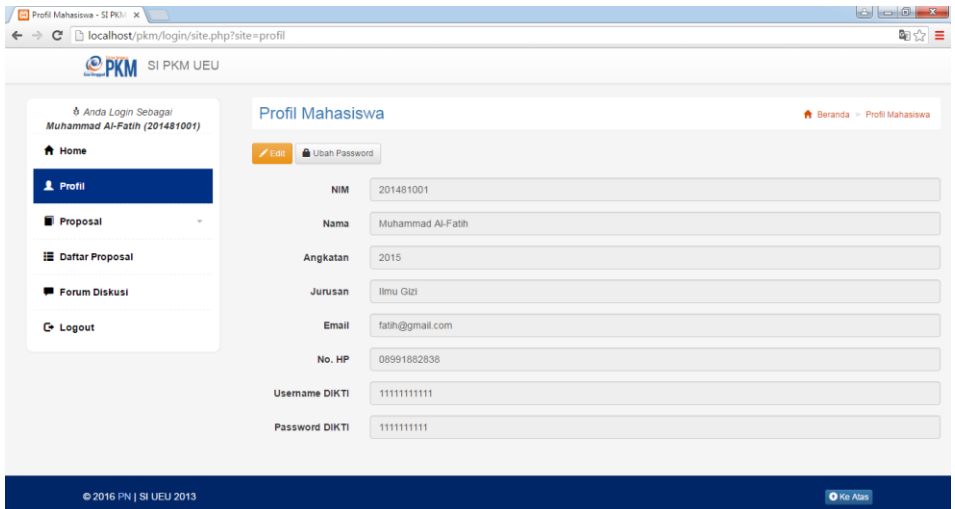 Profil Mahasiswa - SI PKM
localhost/pkm/login/site.php?site=profil
PKM SI PKM UEU
Anda Login Sebagai
Muhammad Al-Fatih (201481001)
Home
Profil
Proposal
Daftar Proposal
Forum Diskusi
Logout
Profil Mahasiswa
Beranda > Profil Mahasiswa
Edit Ubah Password
NIM 201481001
Nama Muhammad Al-Fatih
Angkatan 2015
Jurusan Ilmu Gizi
Email fatih@gmail.com
No. HP 08991882838
Username DIKTI 11111111111
Password DIKTI 1111111111
© 2016 PN | SI UEU 2013
Ke Atas